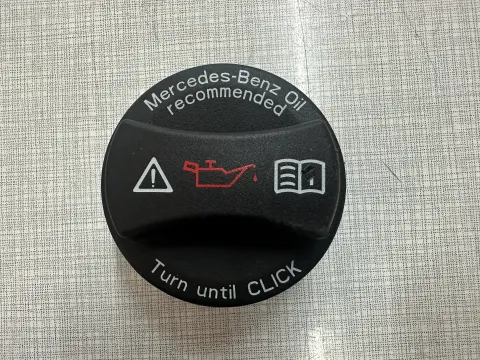 Mercedes-Benz Oil
recommended
Turn until CLICK